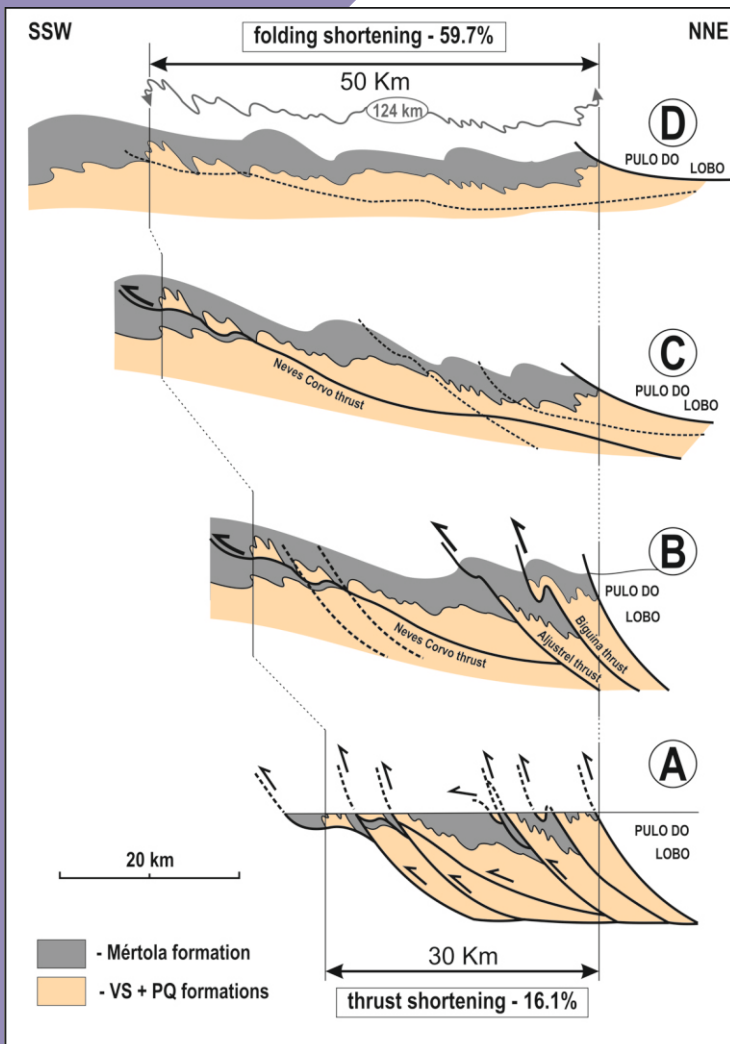 SSW
folding shortening - 59.7%
NNE
50 Km
124 km
D
PULO DO
LOBO
C
PULO DO
LOBO
Neves Corvo thrust
B
PULO DO
LOBO
Neves Corvo thrust
Aljustrel thrust
Biguina thrust
A
PULO DO
LOBO
20 km
- Mértola formation
- VS + PQ formations
30 Km
thrust shortening - 16.1%